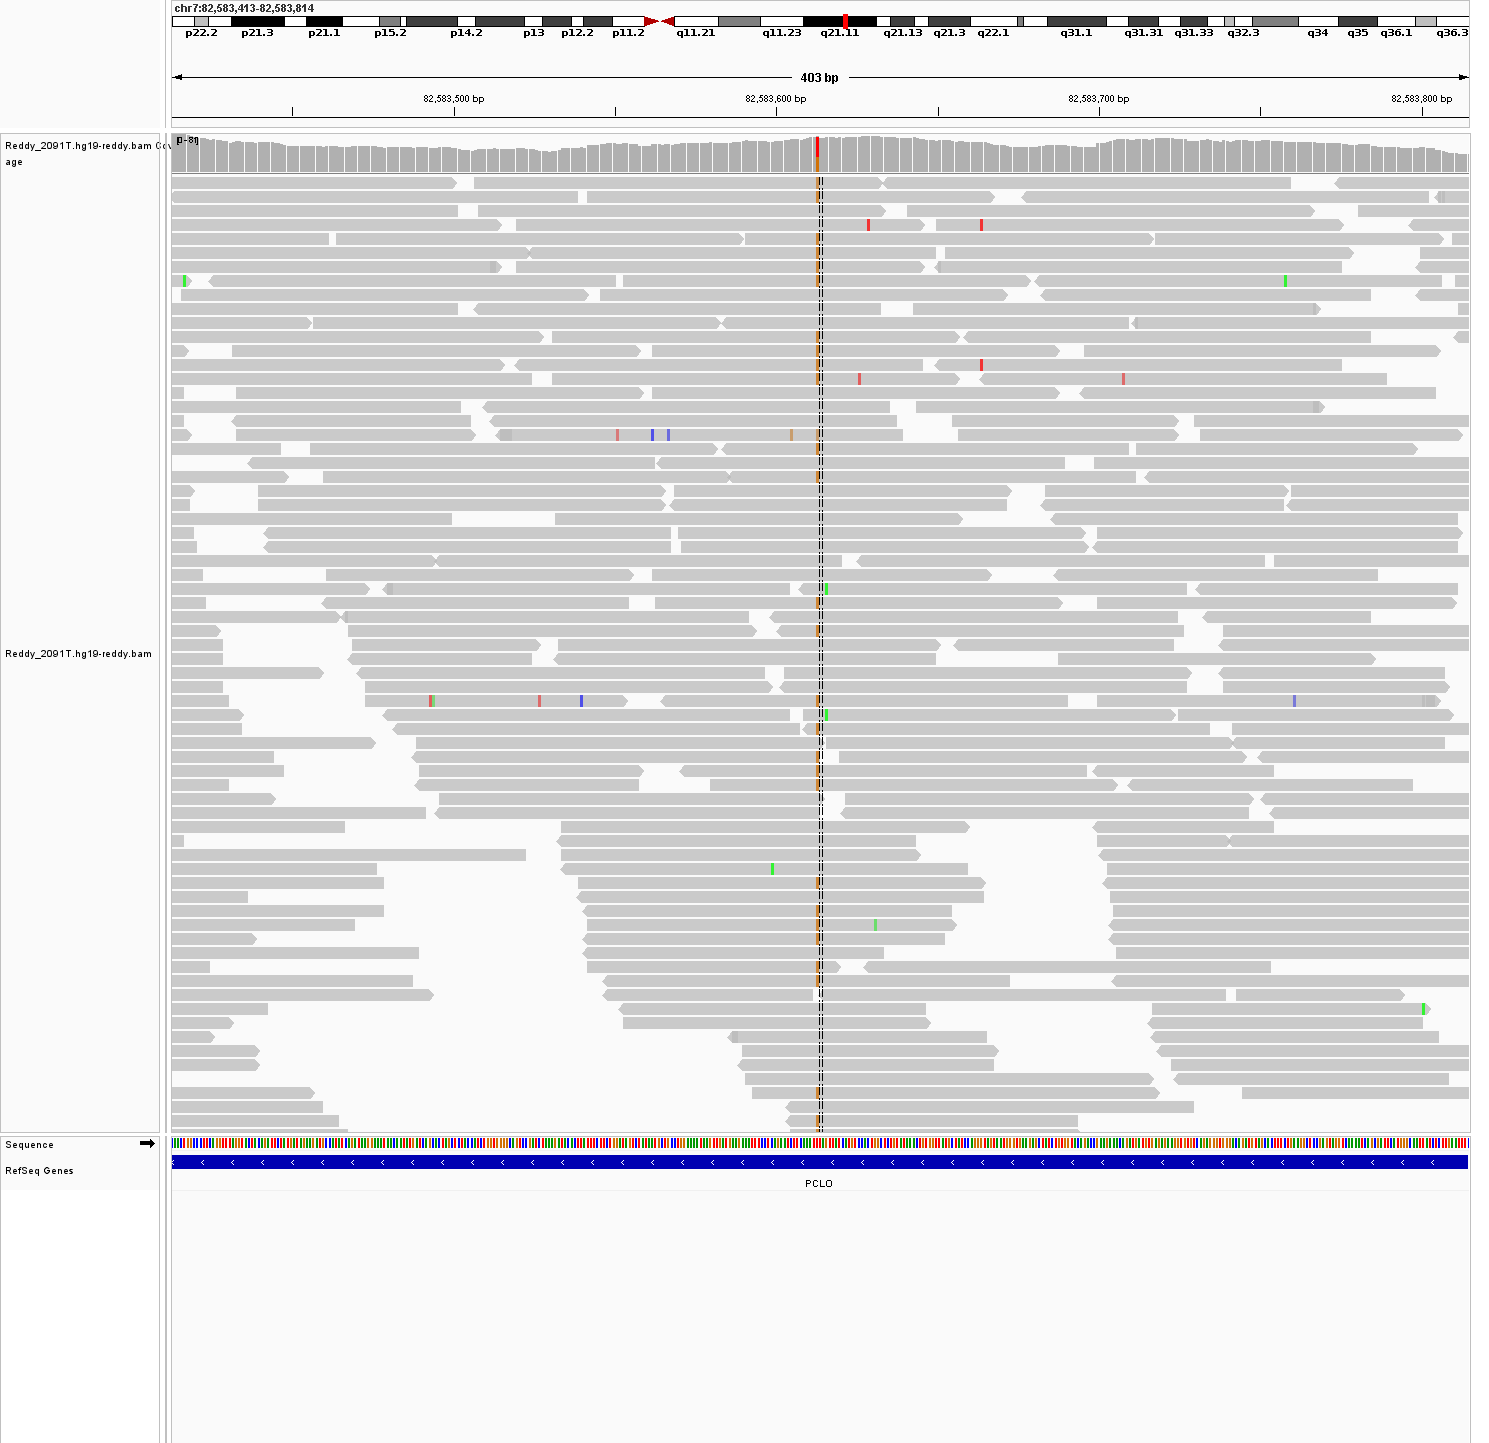 chr7:82,583,413-82,583,814
p22.2 p21.3 p21.1 p15.2 p14.2 p13 p12.2 p11.2 q11.21 q11.23 q21.11 q21.13 q21.3 q22.1 q31.1 q31.31 q31.33 q32.3 q34 q35 q36.1 q36.3
403 bp
82,583,500 bp 82,583,600 bp 82,583,700 bp 82,583,800 bp
Reddy_2091T.hg19-reddy.bam Cov
age
Reddy_2091T.hg19-reddy.bam
Sequence
RefSeq Genes
PCLO